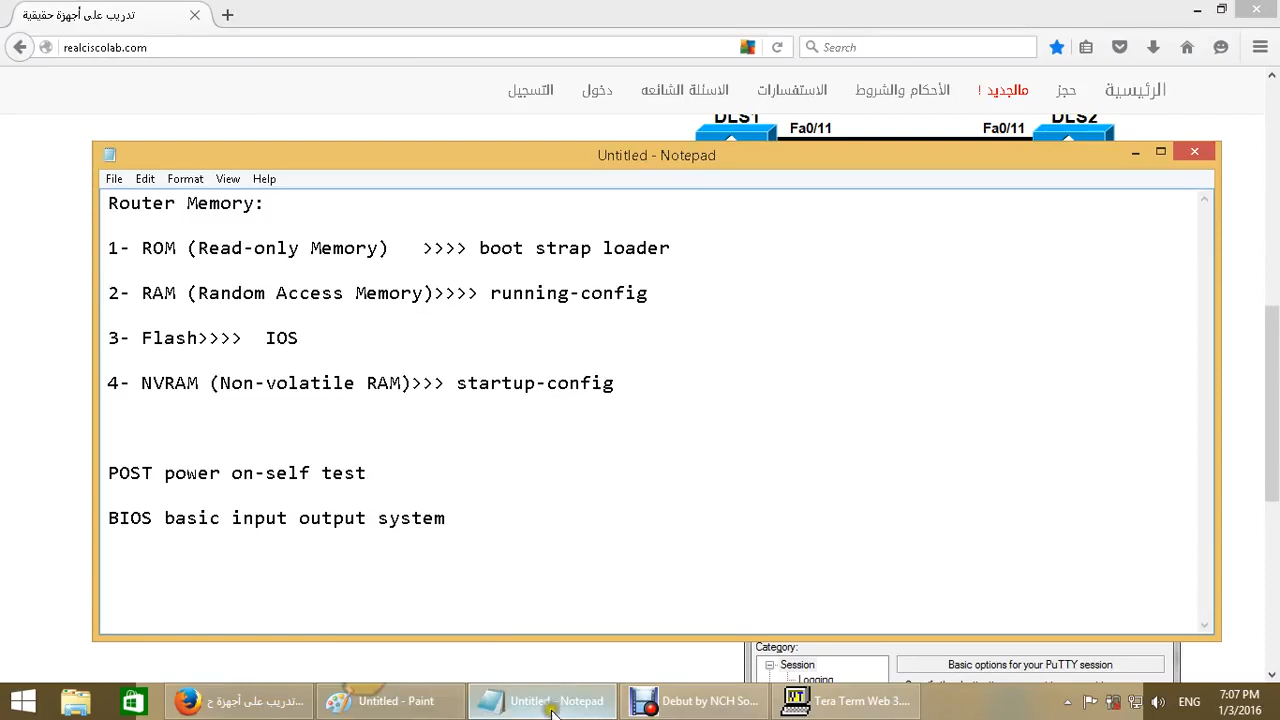 تدريب على أجهزة حقيقية
realciscolab.com
Search
الرئيسية حجز مالجديد ! الأحكام والشروط الاستفسارات الاسئلة الشائعه دخول التسجيل
DLS1 Fa0/11 Fa0/11 DLS2
Untitled - Notepad
File Edit Format View Help
Router Memory:
1- ROM (Read-only Memory) >>>> boot strap loader
2- RAM (Random Access Memory)>>>> running-config
3- Flash>>>> IOS
4- NVRAM (Non-volatile RAM)>>> startup-config
POST power on-self test
BIOS basic input output system
Category:
Session
Logging
Basic options for your PuTTY session
تدريب على أجهزة ح...
Untitled - Paint
Untitled - Notepad
Debut by NCH So...
Tera Term Web 3....
ENG
7:07 PM
1/3/2016